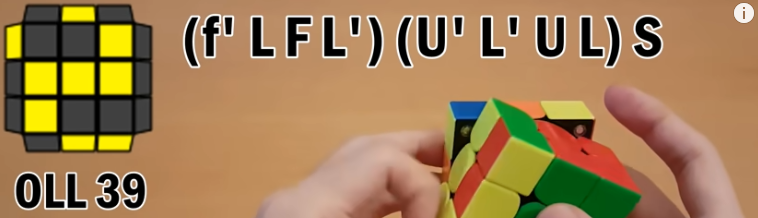 (f' L F L') (U' L' U L) S
OLL 39